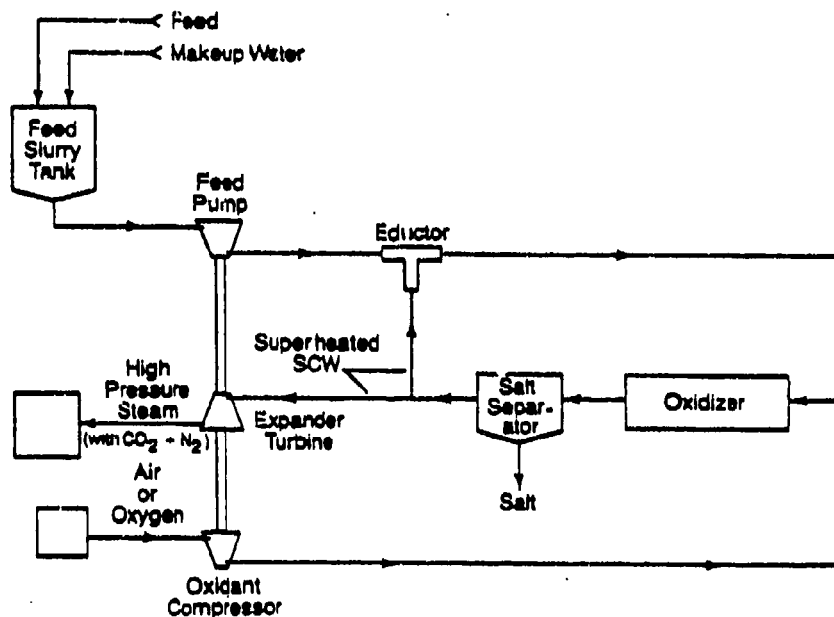 Feed
Makeup Water
Feed
Slurry
Tank
Feed
Pump
Eductor
Superheated
SCW
High
Pressure
Steam
(with CO2 + N2)
Expander
Turbine
Salt
Separ-
ator
Oxidizer
Salt
Air
or
Oxygen
Oxidant
Compressor